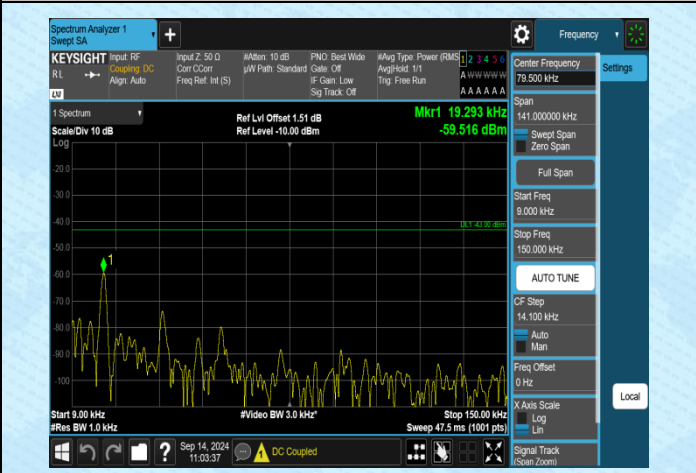 Spectrum Analyzer 1
Swept SA
+
Frequency
KEYSIGHT
RL
LXI
Input: RF
Coupling: DC
Align: Auto
Input Z: 50 Ω
Corr CCorr
Freq Ref: Int (S)
#Atten: 10 dB
µW Path: Standard
PNO: Best Wide
Gate: Off
IF Gain: Low
Sig Track: Off
#Avg Type: Power (RMS
Avg|Hold: 1/1
Trig: Free Run
1 2 3 4 5 6
A W W W W W
A A A A A A
1 Spectrum
Scale/Div 10 dB
Log
Ref Lvl Offset 1.51 dB
Ref Level -10.00 dBm
Mkr1 19.293 kHz
-59.516 dBm
-20.0
-30.0
-40.0
-50.0
-60.0
-70.0
-80.0
-90.0
-100
DL1 -43.00 dBm
1
Start 9.00 kHz
#Res BW 1.0 kHz
#Video BW 3.0 kHz*
Stop 150.00 kHz
Sweep 47.5 ms (1001 pts)
Center Frequency
79.500 kHz
Settings
Span
141.000000 kHz
Swept Span
Zero Span
Full Span
Start Freq
9.000 kHz
Stop Freq
150.000 kHz
AUTO TUNE
CF Step
14.100 kHz
Auto
Man
Freq Offset
0 Hz
X Axis Scale
Log
Lin
Signal Track
(Span Zoom)
Local
?
Sep 14, 2024
11:03:37
DC Coupled